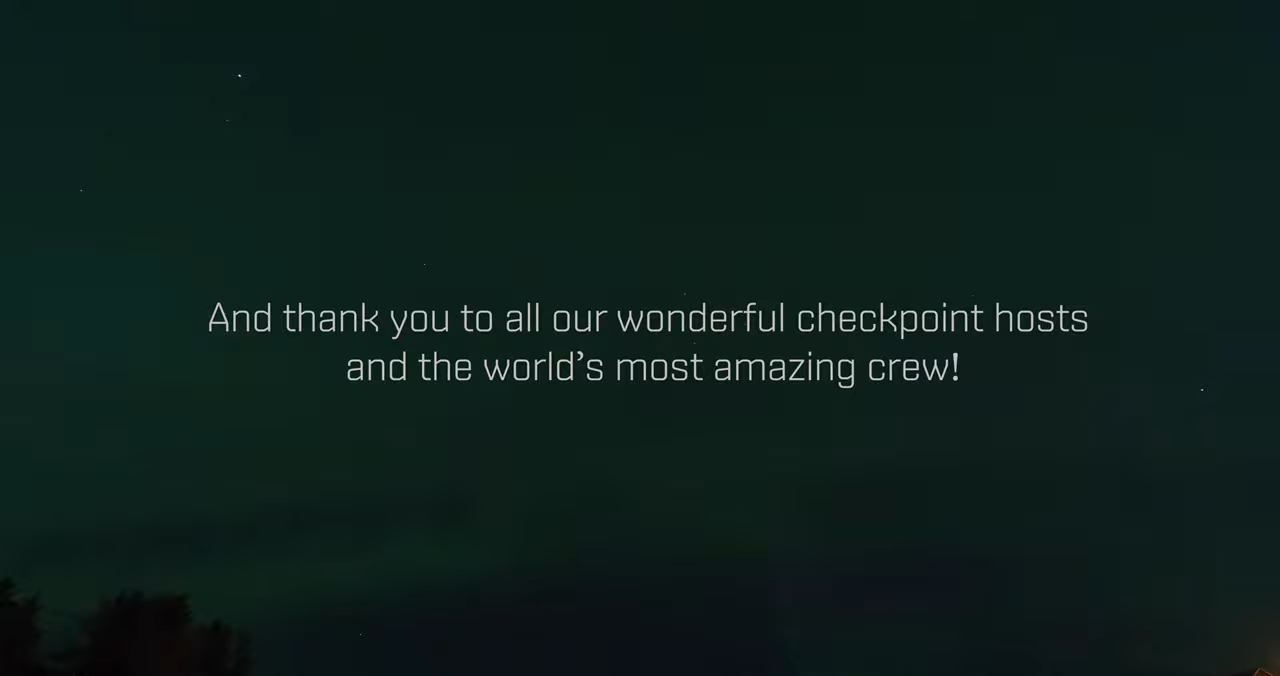 And thank you to all our wonderful checkpoint hosts
and the world's most amazing crew!